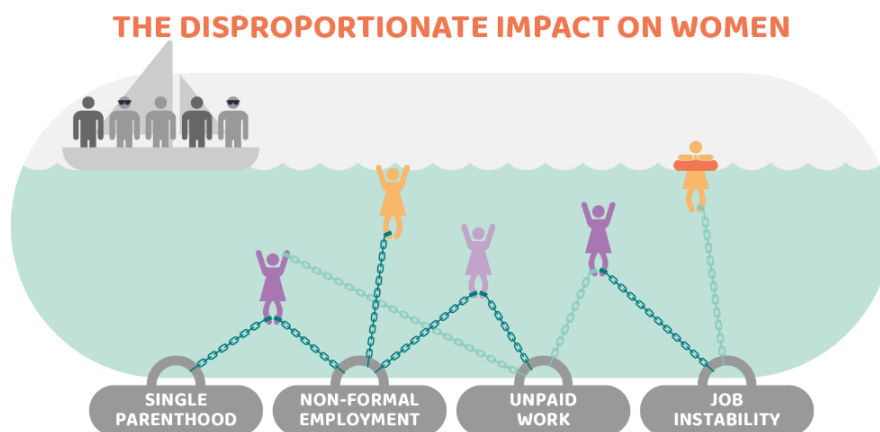 THE DISPROPORTIONATE IMPACT ON WOMEN
SINGLE
PARENTHOOD
NON-FORMAL
EMPLOYMENT
UNPAID
WORK
JOB
INSTABILITY